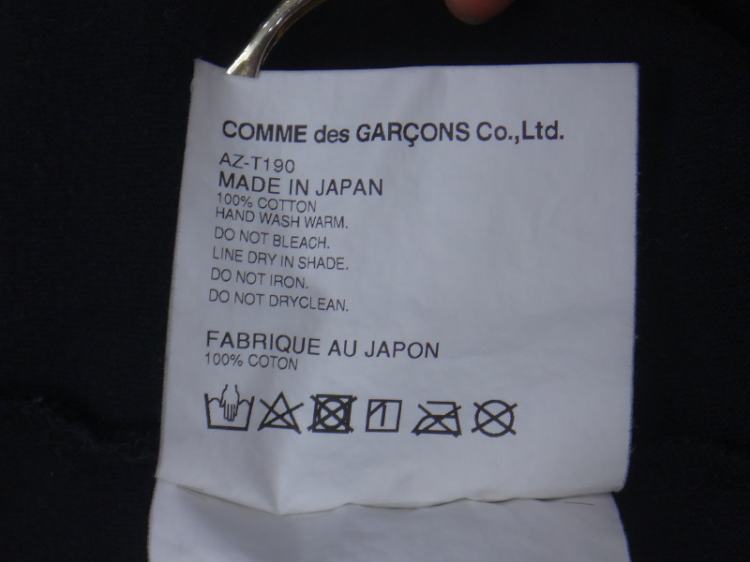 COMME des GARÇONS Co.,Ltd.
AZ-T190
MADE IN JAPAN
100% COTTON
HAND WASH WARM.
DO NOT BLEACH.
LINE DRY IN SHADE.
DO NOT IRON.
DO NOT DRYCLEAN.
FABRIQUE AU JAPON
100% COTON